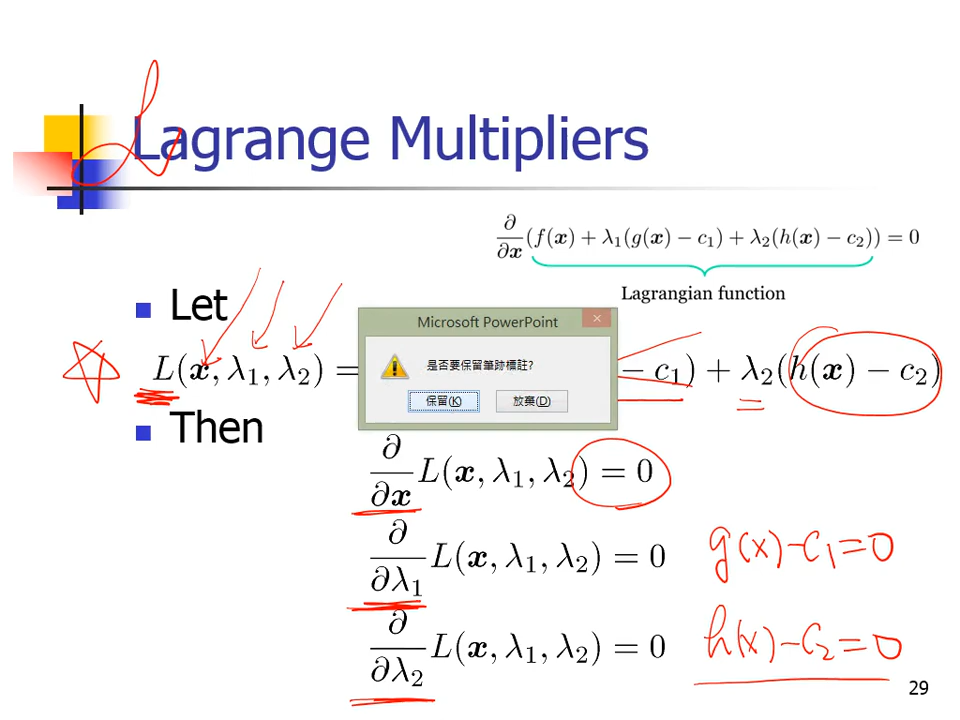 L
Lagrange Multipliers
∂/∂x (f(x) + λ₁(g(x) − c₁) + λ₂(h(x) − c₂)) = 0
Lagrangian function
Let
L(x, λ₁, λ₂) = − c₁) + λ₂(h(x) − c₂)
Microsoft PowerPoint
是否要保留筆跡標註?
保留(K) 放棄(D)
Then
∂/∂x L(x, λ₁, λ₂) = 0
∂/∂λ₁ L(x, λ₁, λ₂) = 0 g(x)−c₁=0
∂/∂λ₂ L(x, λ₁, λ₂) = 0 h(x)−c₂=0
29